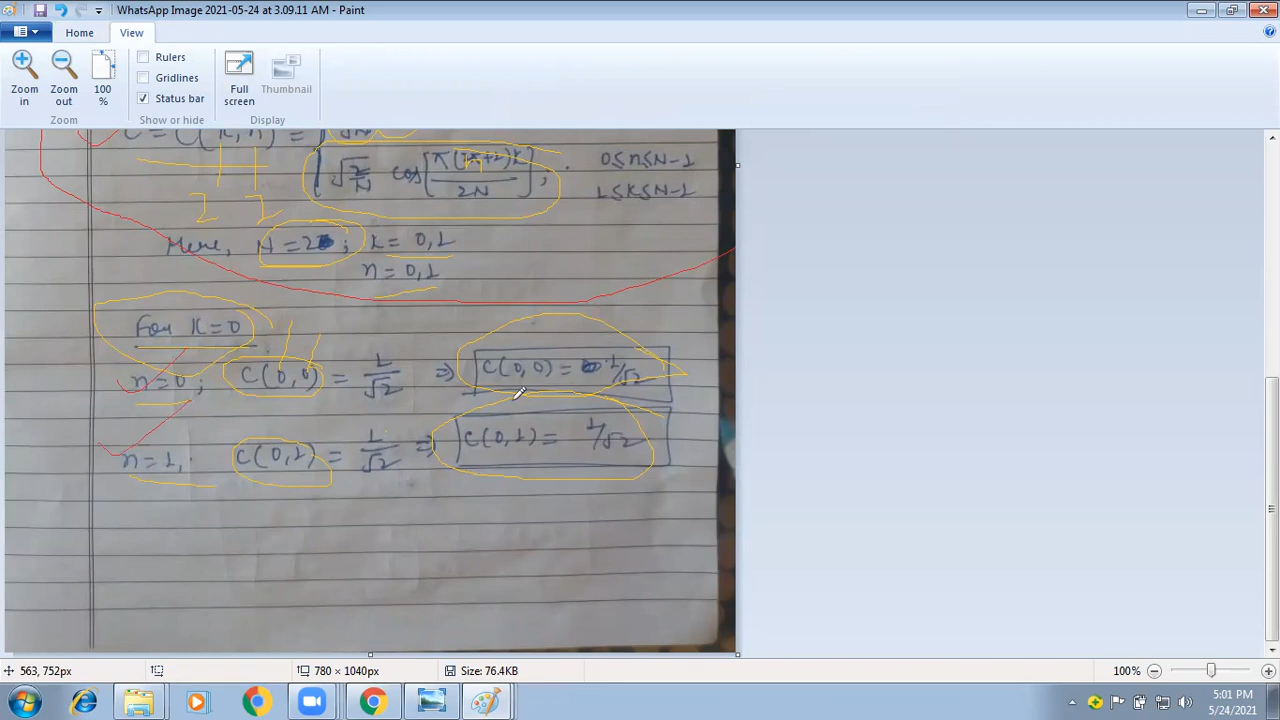 WhatsApp Image 2021-05-24 at 3.09.11 AM - Paint
Home View
Zoom in
Zoom out
100 %
Rulers
Gridlines
Status bar
Full screen
Thumbnail
Zoom
Show or hide
Display
C = C(k, n) =
√2/N cos[π(2n+1)k / 2N], 0≤n≤N-1
1≤k≤N-1
2 2
Here, N = 2 ; k = 0,1
n = 0,1
For K=0
n=0; C(0,0) = 1/√2 ⇒ C(0,0) = 1/√2
n=1, C(0,1) = 1/√2 ⇒ C(0,1) = 1/√2
563, 752px
780 × 1040px
Size: 76.4KB
100%
5:01 PM
5/24/2021